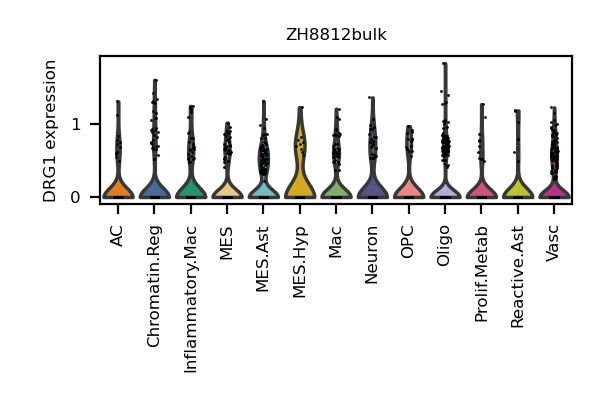 ZH8812bulk
DRG1 expression
1
0
AC
Chromatin.Reg
Inflammatory.Mac
MES
MES.Ast
MES.Hyp
Mac
Neuron
OPC
Oligo
Prolif.Metab
Reactive.Ast
Vasc